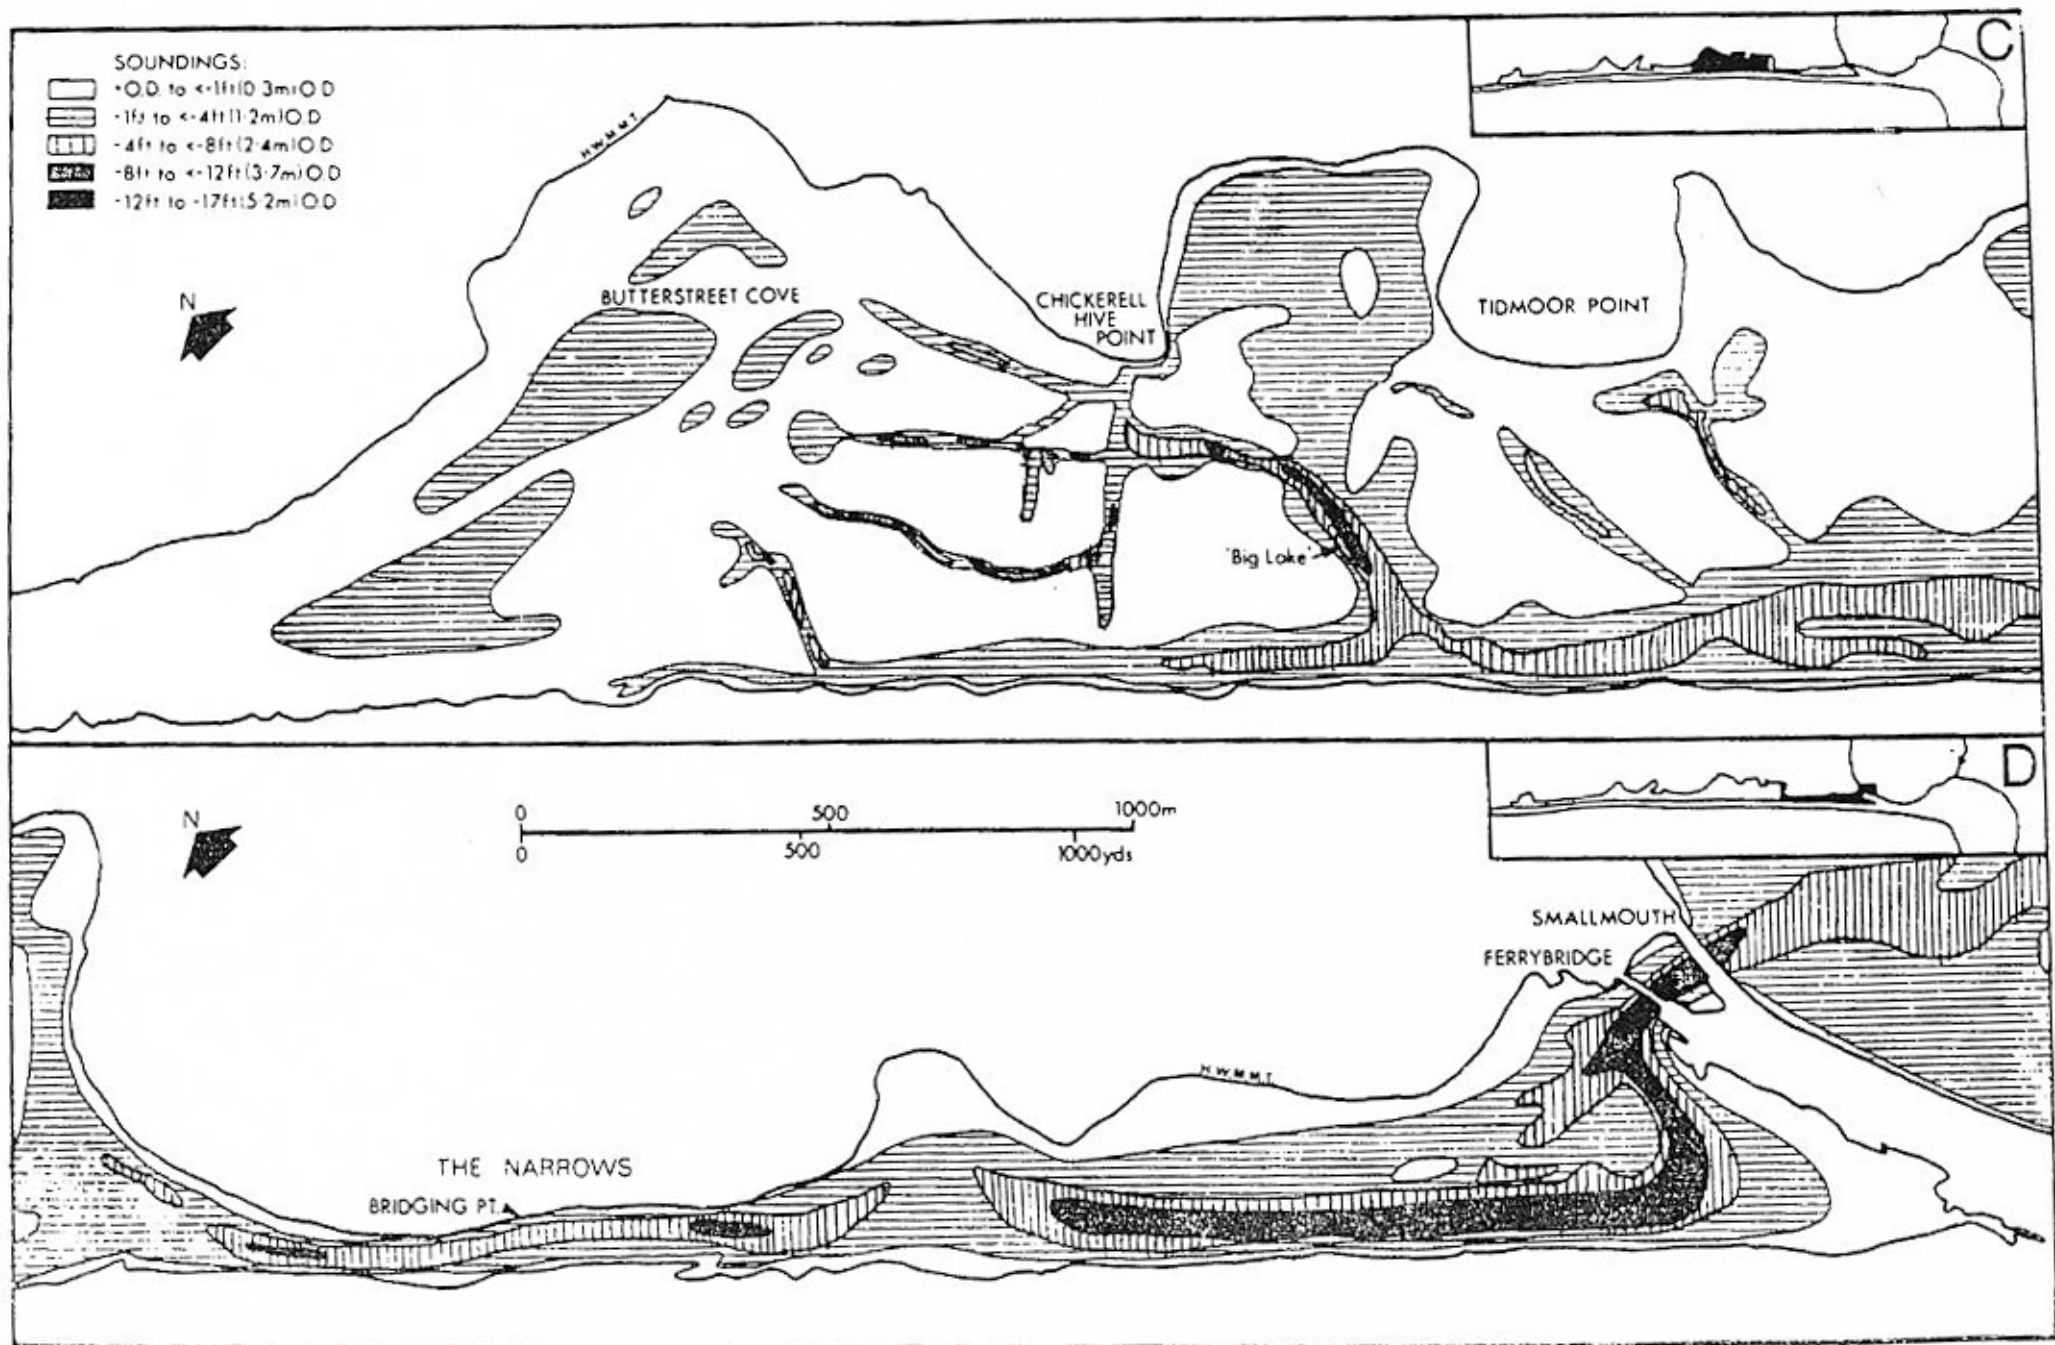 SOUNDINGS:
+O.D. to <-1ft(0·3m)O.D
-1ft to <-4ft(1·2m)O.D
-4ft to <-8ft(2·4m)O.D
-8ft to <-12ft(3·7m)O.D
-12ft to -17ft(5·2m)O.D
C
H.W.M.M.T.
N
BUTTERSTREET COVE
CHICKERELL
HIVE
POINT
TIDMOOR POINT
'Big Lake'
D
N
0 500 1000m
0 500 1000yds
SMALLMOUTH
FERRYBRIDGE
H.W.M.M.T.
THE NARROWS
BRIDGING PT.